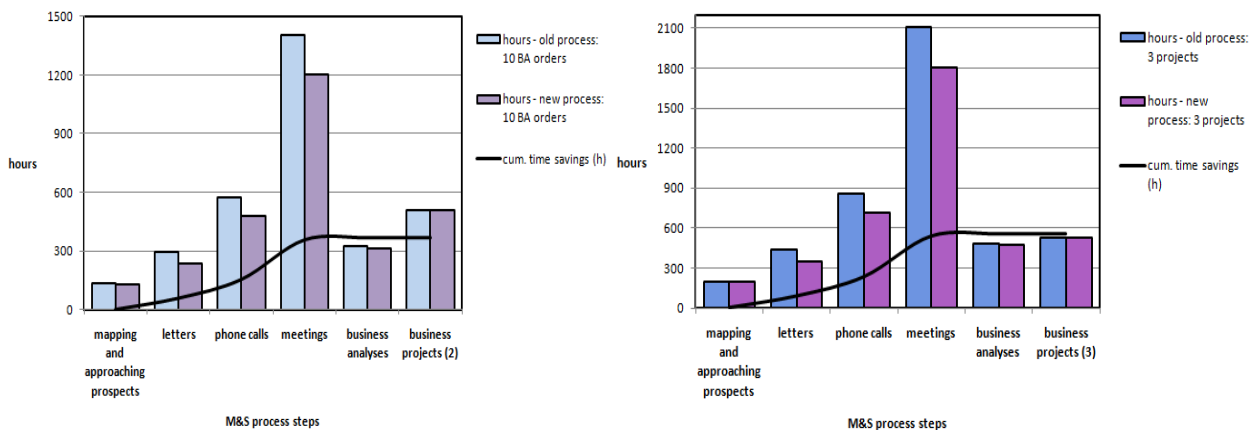 1500
1200
900
600
300
0
hours
mapping
and
approaching
prospects
letters
phone calls
meetings
business
analyses
business
projects (2)
M&S process steps
hours - old process:
10 BA orders
hours - new process:
10 BA orders
cum. time savings (h)
2100
1800
1500
1200
900
600
300
0
hours
mapping
and
approaching
prospects
letters
phone calls
meetings
business
analyses
business
projects (3)
M&S process steps
hours - old process:
3 projects
hours - new
process: 3 projects
cum. time savings
(h)